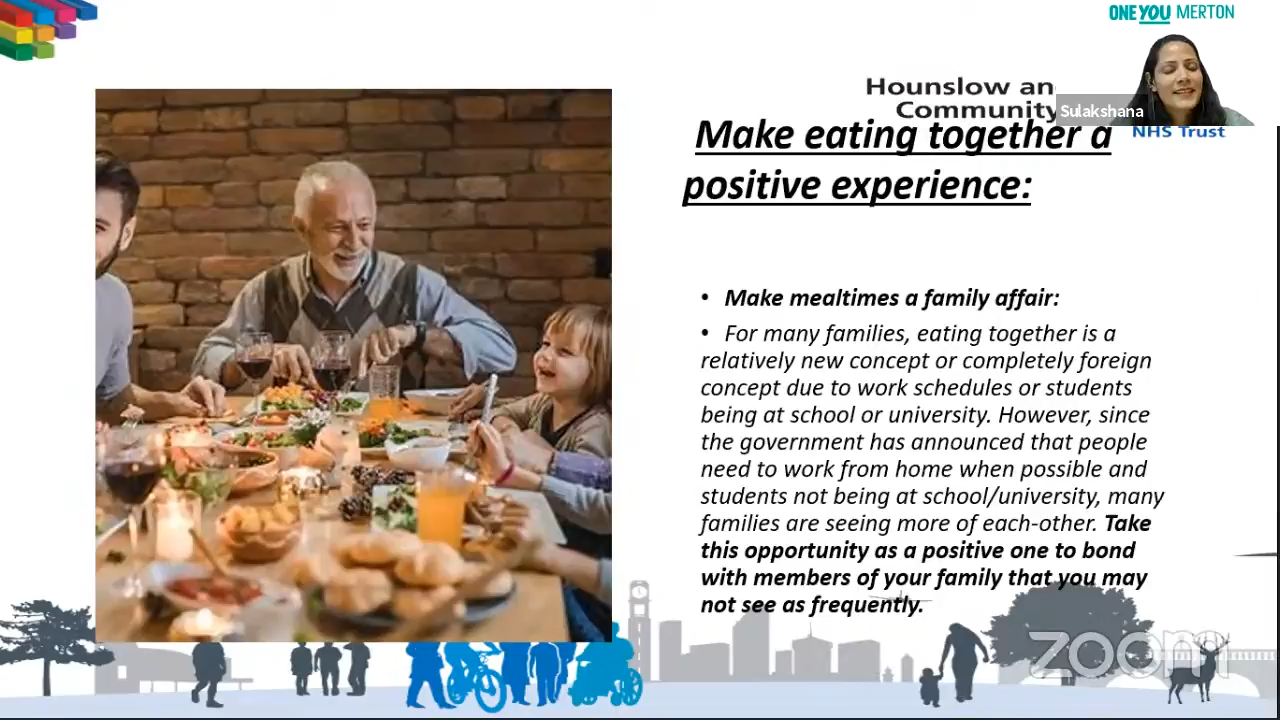 ONE YOU MERTON
Hounslow an
Community
Sulakshana
NHS Trust
Make eating together a
positive experience:
• Make mealtimes a family affair:
• For many families, eating together is a
relatively new concept or completely foreign
concept due to work schedules or students
being at school or university. However, since
the government has announced that people
need to work from home when possible and
students not being at school/university, many
families are seeing more of each-other. Take
this opportunity as a positive one to bond
with members of your family that you may
not see as frequently.
zoom